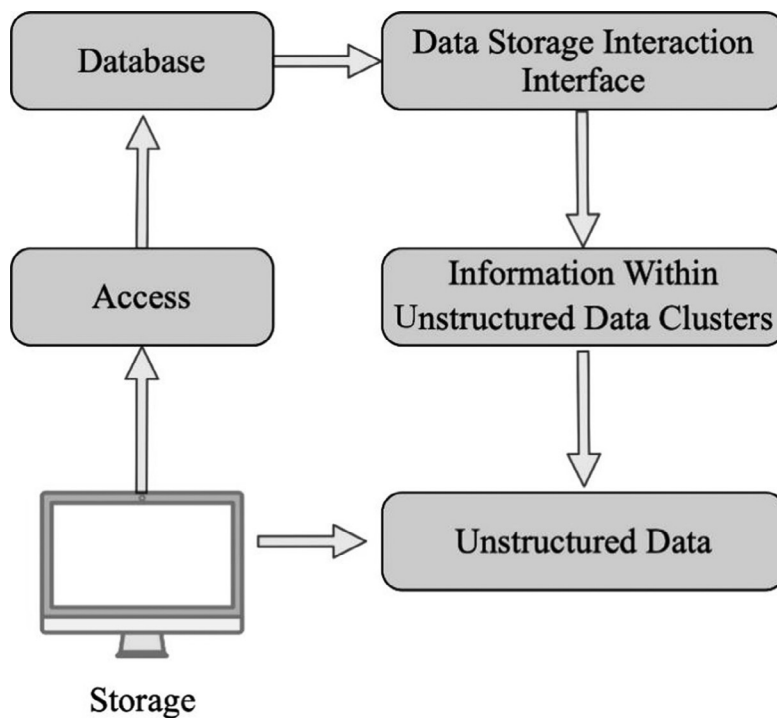 Database
Data Storage Interaction
Interface
Access
Information Within
Unstructured Data Clusters
Unstructured Data
Storage